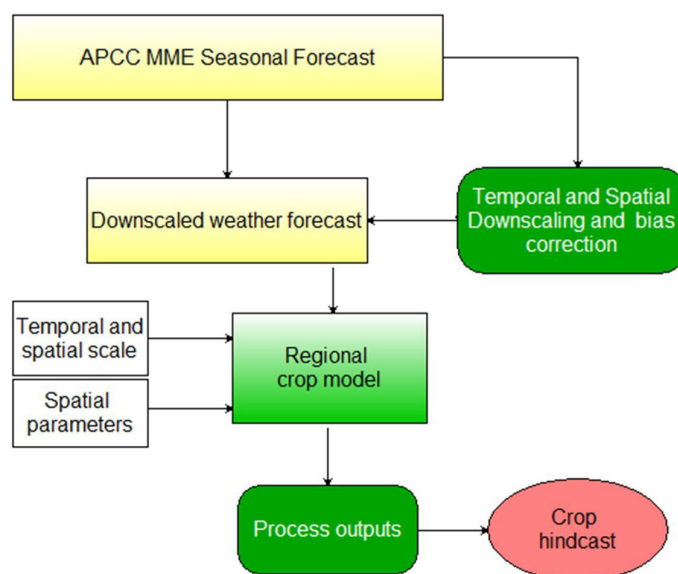 APCC MME Seasonal Forecast
Downscaled weather forecast
Temporal and Spatial
Downscaling and bias
correction
Temporal and
spatial scale
Regional
crop model
Spatial
parameters
Process outputs
Crop
hindcast